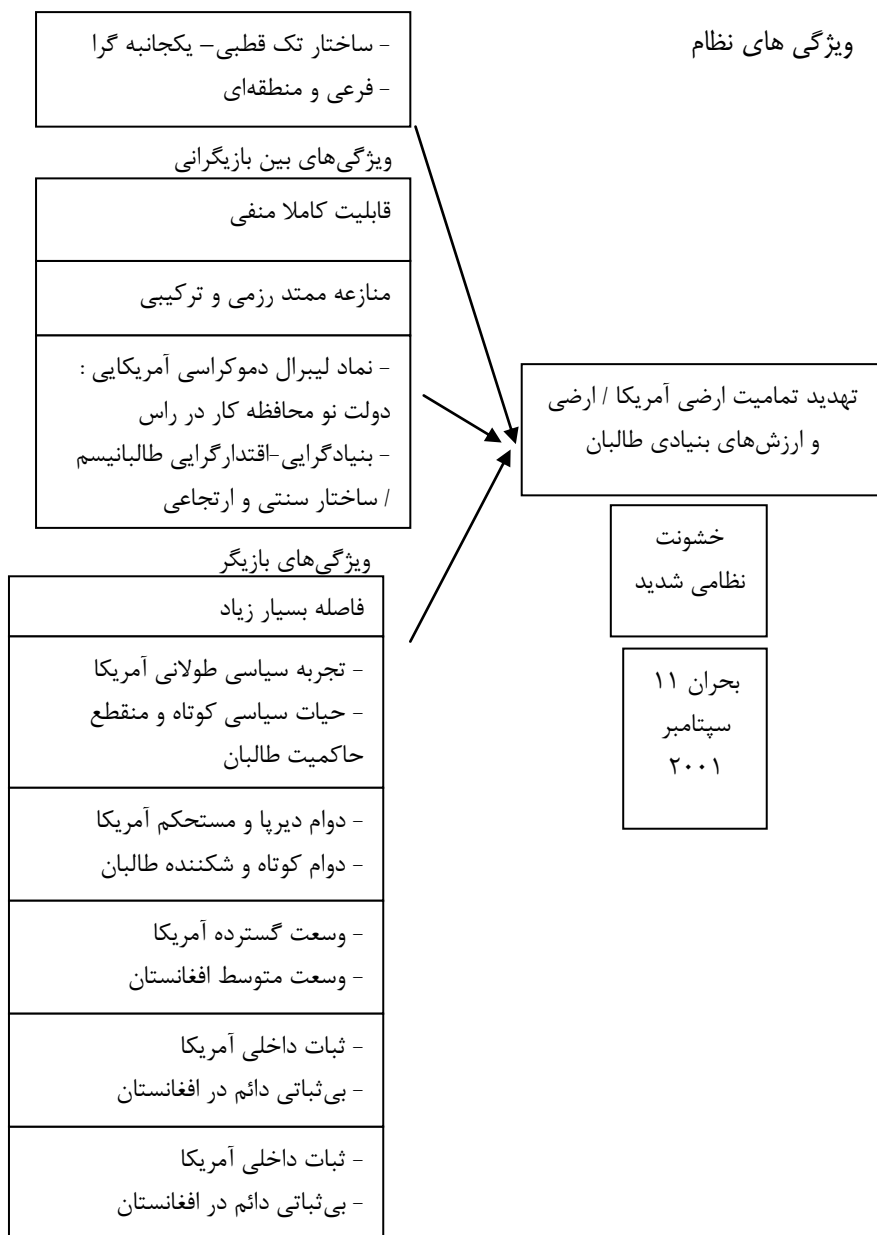 ویژگی های نظام
- ساختار تک قطبی– یکجانبه گرا
- فرعی و منطقه‌ای
ویژگی‌های بین بازیگرانی
قابلیت کاملا منفی
منازعه ممتد رزمی و ترکیبی
- نماد لیبرال دموکراسی آمریکایی :
دولت نو محافظه کار در راس
- بنیادگرایی-اقتدارگرایی طالبانیسم
/ ساختار سنتی و ارتجاعی
ویژگی‌های بازیگر
فاصله بسیار زیاد
- تجربه سیاسی طولانی آمریکا
- حیات سیاسی کوتاه و منقطع
حاکمیت طالبان
- دوام دیرپا و مستحکم آمریکا
- دوام کوتاه و شکننده طالبان
- وسعت گسترده آمریکا
- وسعت متوسط افغانستان
- ثبات داخلی آمریکا
- بی‌ثباتی دائم در افغانستان
- ثبات داخلی آمریکا
- بی‌ثباتی دائم در افغانستان
تهدید تمامیت ارضی آمریکا / ارضی
و ارزش‌های بنیادی طالبان
خشونت
نظامی شدید
بحران ۱۱
سپتامبر
۲۰۰۱